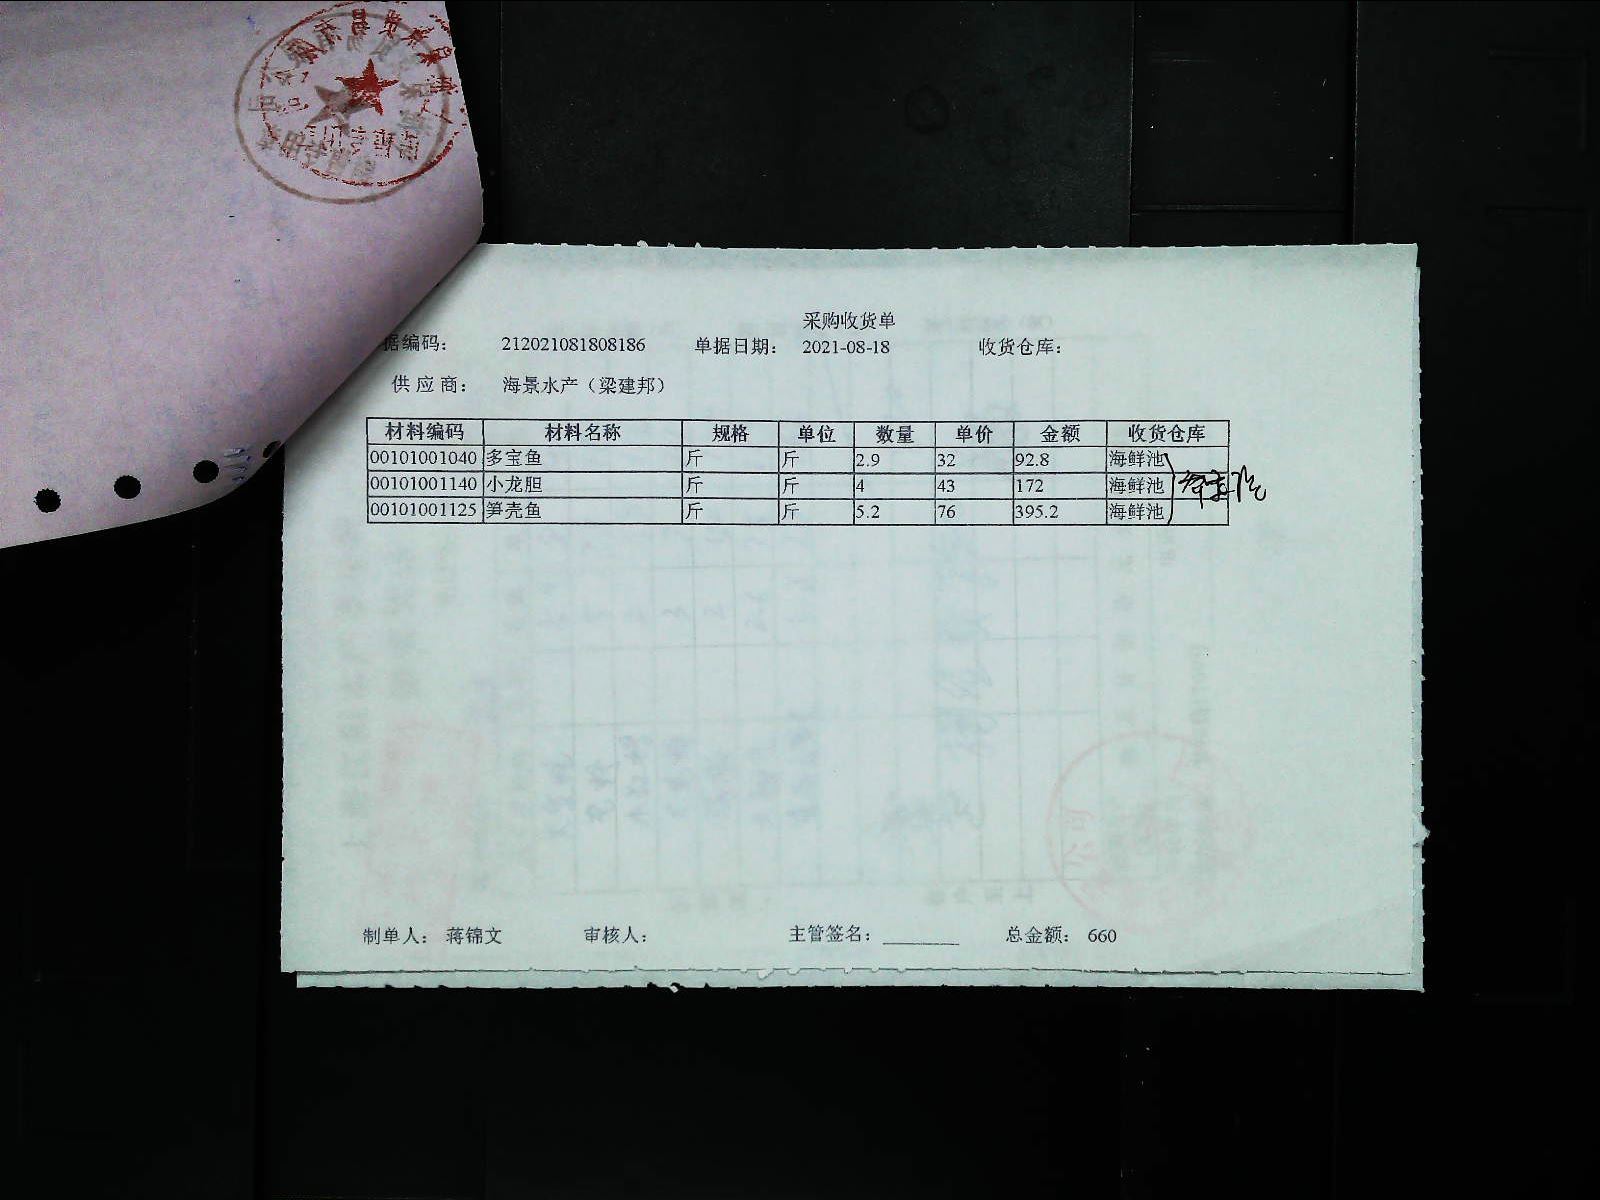 采购收货单
据编码： 212021081808186 单据日期： 2021-08-18 收货仓库：
供应商： 海景水产（梁建邦）
材料编码 材料名称 规格 单位 数量 单价 金额 收货仓库
00101001040 多宝鱼 斤 斤 2.9 32 92.8 海鲜池
00101001140 小龙胆 斤 斤 4 43 172 海鲜池
00101001125 笋壳鱼 斤 斤 5.2 76 395.2 海鲜池
制单人： 蒋锦文 审核人： 主管签名： 总金额： 660